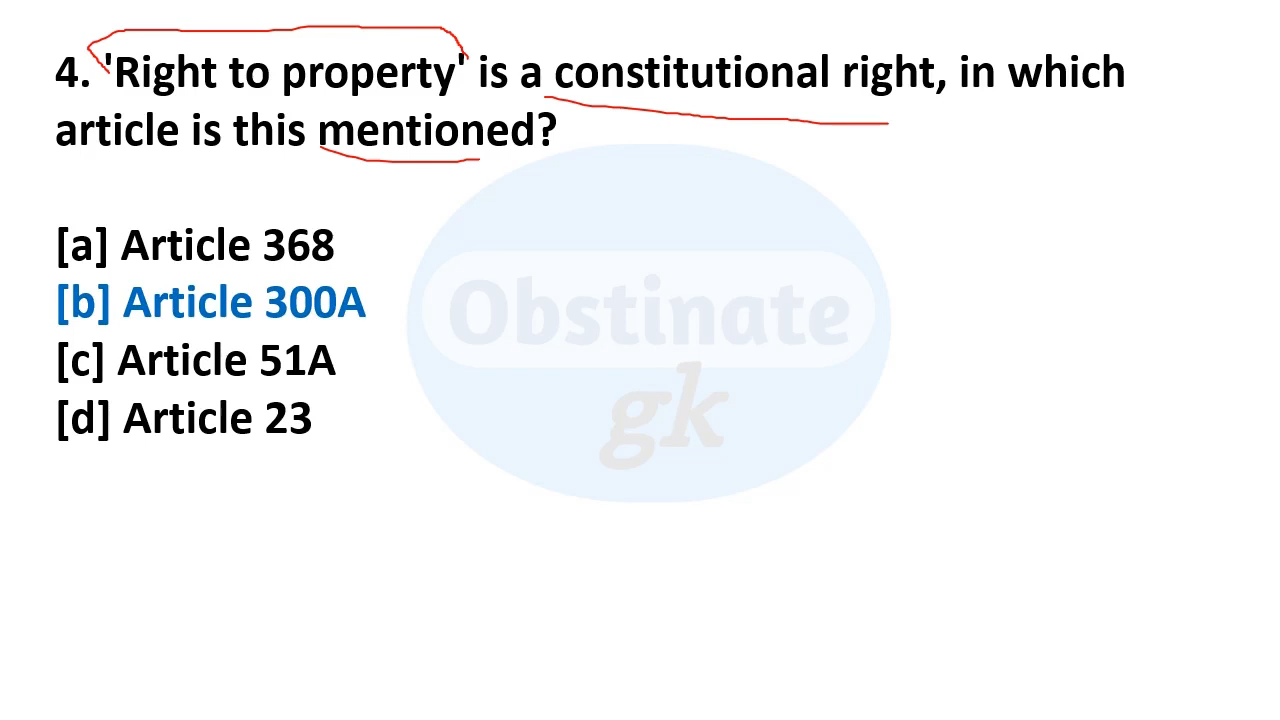 4. 'Right to property' is a constitutional right, in which
article is this mentioned?
[a] Article 368
[b] Article 300A
[c] Article 51A
[d] Article 23
Obstinate
gk